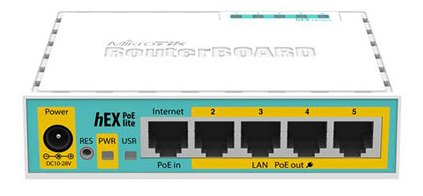 MikroTik
RouterBOARD
Power
DC10-28V
hEX PoE
lite
RES PWR USR
Internet 2 3 4 5
PoE in LAN PoE out